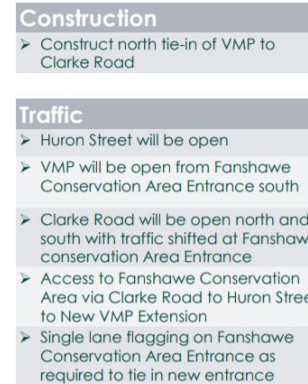 Construction
➢ Construct north tie-in of VMP to
Clarke Road
Traffic
➢ Huron Street will be open
➢ VMP will be open from Fanshawe
Conservation Area Entrance south
➢ Clarke Road will be open north and
south with traffic shifted at Fanshaw
conservation Area Entrance
➢ Access to Fanshawe Conservation
Area via Clarke Road to Huron Stree
to New VMP Extension
➢ Single lane flagging on Fanshawe
Conservation Area Entrance as
required to tie in new entrance